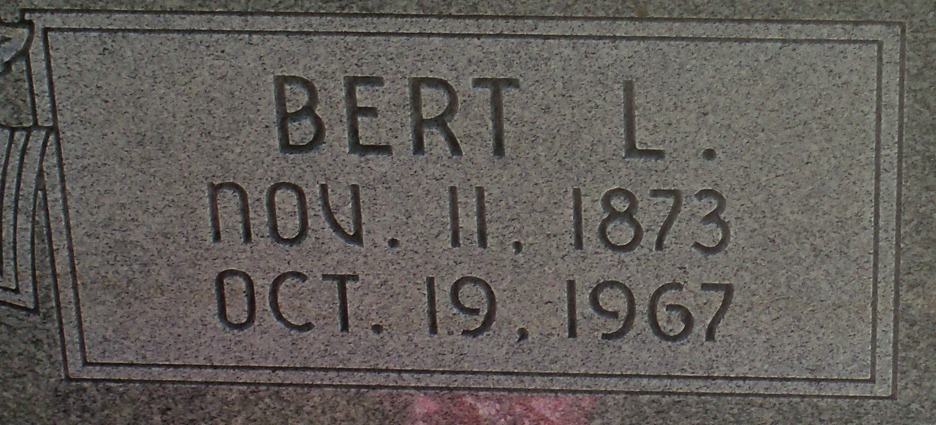 BERT L.
NOV. 11, 1873
OCT. 19, 1967